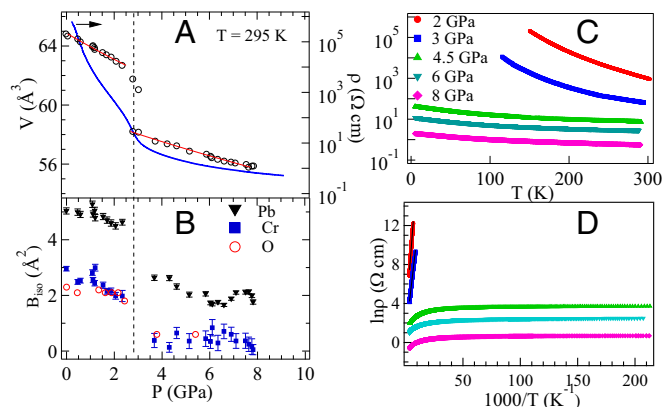 A
T = 295 K
64
60
56
V (Å³)
10⁵
10³
10¹
10⁻¹
ρ (Ω cm)
B
Pb
Cr
O
5
2
0
B_iso (Å²)
0
2
4
6
8
10
P (GPa)
C
2 GPa
3 GPa
4.5 GPa
6 GPa
8 GPa
10⁵
10³
10¹
10⁻¹
0
100
200
300
T (K)
D
12
8
4
0
lnρ (Ω cm)
50
100
150
200
1000/T (K⁻¹)